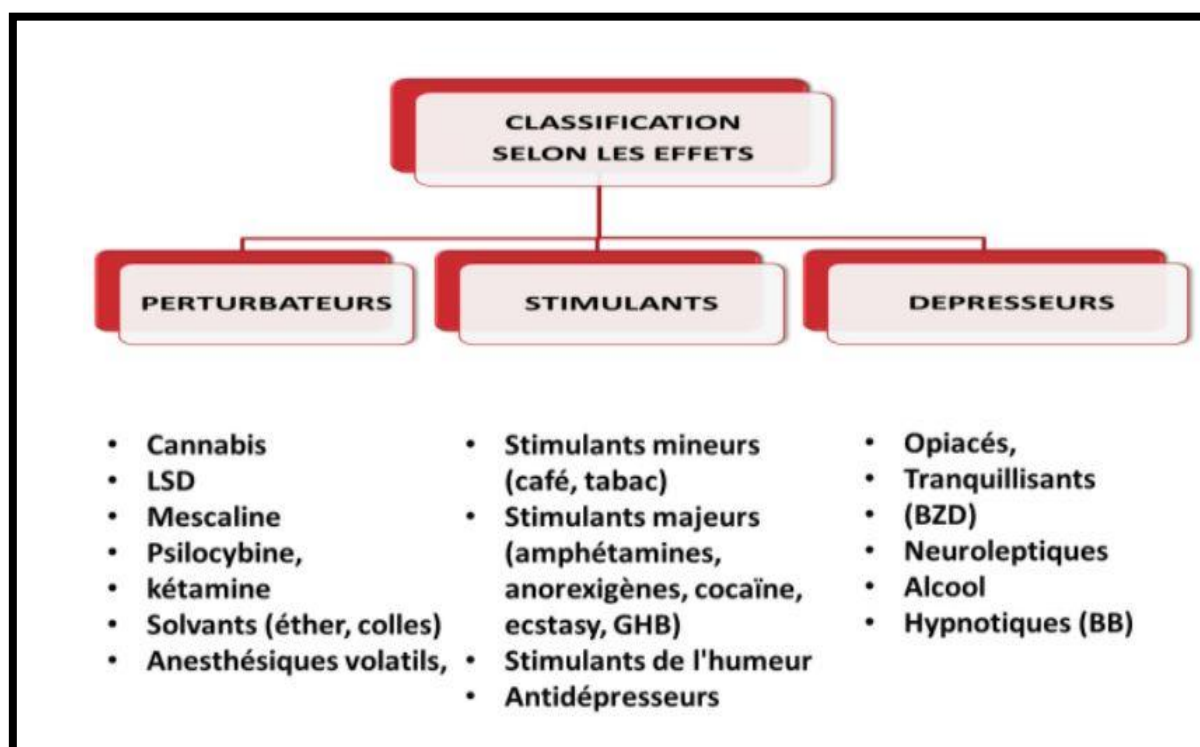 CLASSIFICATION
SELON LES EFFETS
PERTURBATEURS
STIMULANTS
DEPRESSEURS
• Cannabis
• LSD
• Mescaline
• Psilocybine,
• kétamine
• Solvants (éther, colles)
• Anesthésiques volatils,
• Stimulants mineurs
(café, tabac)
• Stimulants majeurs
(amphétamines,
anorexigènes, cocaïne,
ecstasy, GHB)
• Stimulants de l'humeur
• Antidépresseurs
• Opiacés,
• Tranquillisants
• (BZD)
• Neuroleptiques
• Alcool
• Hypnotiques (BB)